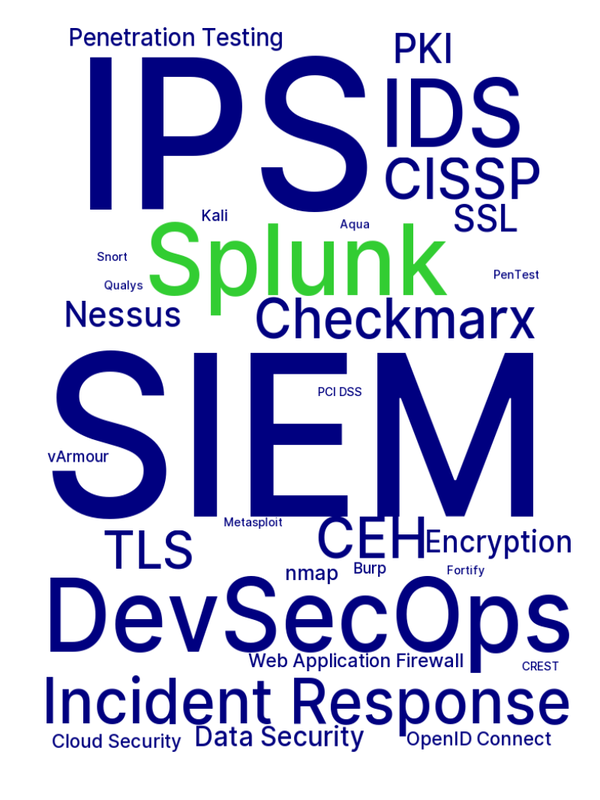 Penetration Testing
PKI
IPS
IDS
CISSP
SSL
Kali
Aqua
Splunk
Snort
PenTest
Qualys
Nessus
Checkmarx
SIEM
PCI DSS
vArmour
Metasploit
CEH
TLS
Encryption
nmap
Burp
Fortify
DevSecOps
Web Application Firewall
CREST
Incident Response
Cloud Security
Data Security
OpenID Connect